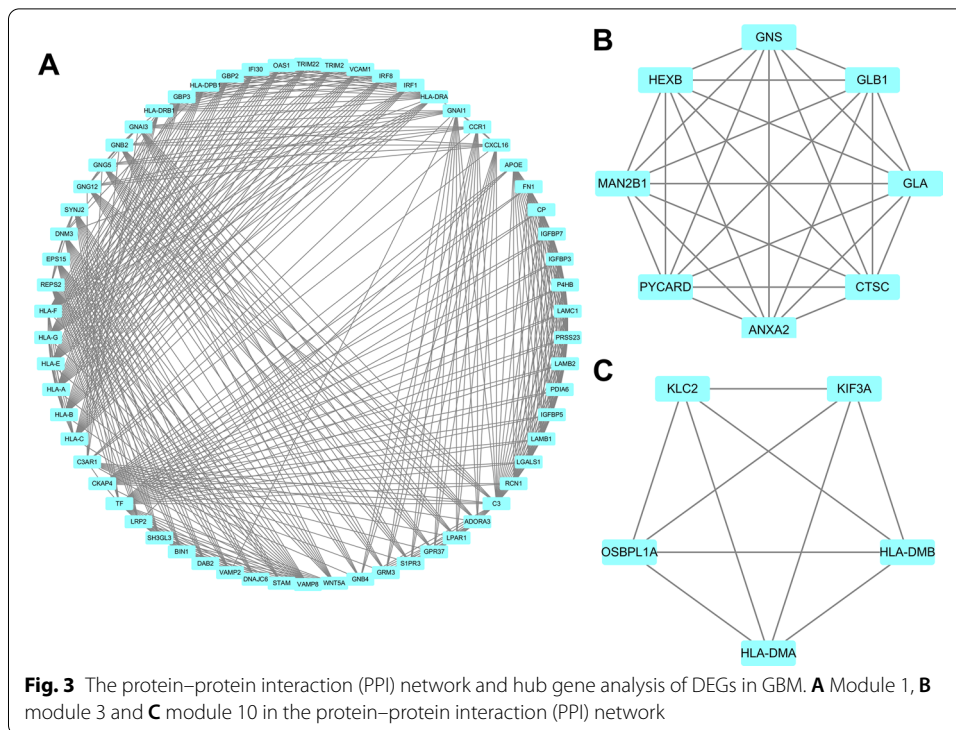 A
TRIM22
OAS1
TRIM2
IFI30
VCAM1
GBP2
IRF8
HLA-DPB1
IRF1
GBP3
HLA-DRA
HLA-DRB1
GNAI1
GNAI3
CCR1
GNB2
CXCL16
GNG5
APOE
GNG12
FN1
SYNJ2
CP
DNM3
IGFBP7
EPS15
IGFBP3
REPS2
P4HB
HLA-F
LAMC1
HLA-G
PRSS23
HLA-E
LAMB2
HLA-A
PDIA6
HLA-B
IGFBP5
HLA-C
LAMB1
C3AR1
LGALS1
CKAP4
RCN1
TF
C3
LRP2
ADORA3
SH3GL3
LPAR1
BIN1
GPR37
DAB2
S1PR3
VAMP2
GRM3
DNAJC6
GNB4
STAM
WNT5A
VAMP8
B
GNS
HEXB
GLB1
MAN2B1
GLA
PYCARD
CTSC
ANXA2
C
KLC2
KIF3A
OSBPL1A
HLA-DMB
HLA-DMA
Fig. 3 The protein–protein interaction (PPI) network and hub gene analysis of DEGs in GBM. A Module 1, B
module 3 and C module 10 in the protein–protein interaction (PPI) network